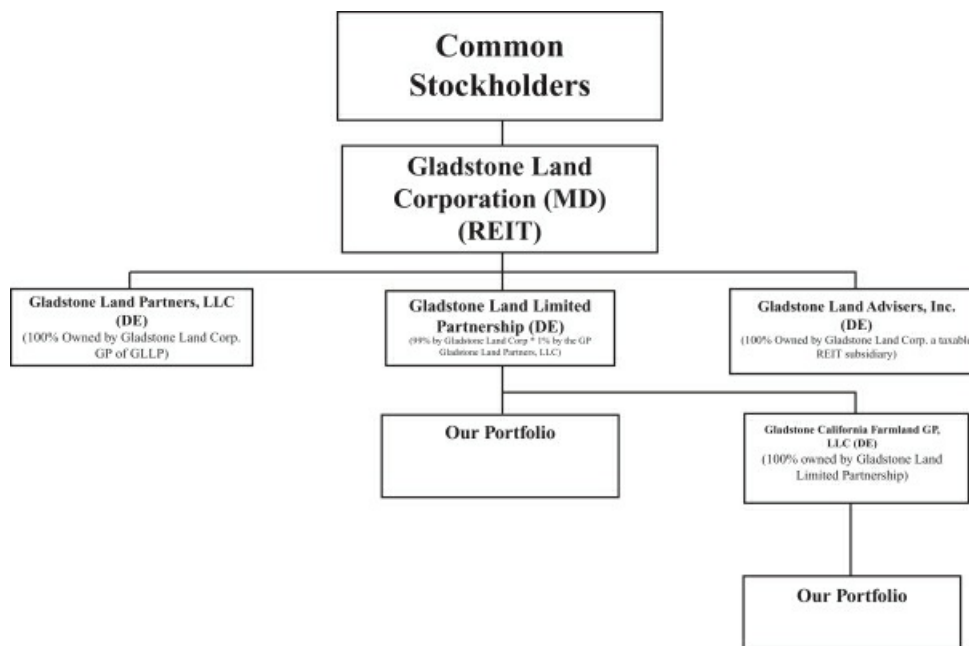 Common
Stockholders
Gladstone Land
Corporation (MD)
(REIT)
Gladstone Land Partners, LLC
(DE)
(100% Owned by Gladstone Land Corp.
GP of GLLP)
Gladstone Land Limited
Partnership (DE)
(99% by Gladstone Land Corp * 1% by the GP
Gladstone Land Partners, LLC)
Gladstone Land Advisers, Inc.
(DE)
(100% Owned by Gladstone Land Corp. a taxable
REIT subsidiary)
Our Portfolio
Gladstone California Farmland GP,
LLC (DE)
(100% owned by Gladstone Land
Limited Partnership)
Our Portfolio